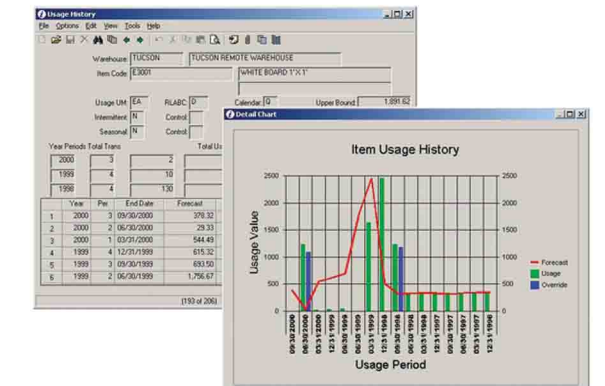 Usage History
File Options Edit View Tools Help
Warehouse: TUCSON TUCSON REMOTE WAREHOUSE
Item Code: E3001 WHITE BOARD 1'X 1'
Usage UM: EA RLABC: D Calendar: Q Upper Bound: 1,891.62
Intermittent: N Control:
Seasonal: N Control:
Year Periods Total Trans Total Us
2000 3 2
1999 4 10
1998 4 130
Year Per End Date Forecast
1 2000 3 09/30/2000 378.32
2 2000 2 06/30/2000 29.33
3 2000 1 03/31/2000 544.49
4 1999 4 12/31/1999 615.32
5 1999 3 09/30/1999 693.50
6 1999 2 06/30/1999 1,756.67
(193 of 206)
Detail Chart
Item Usage History
Usage Value
2500 2500
2000 2000
1500 1500
1000 1000
500 500
0 0
Forecast
Usage
Override
09/30/2000
06/30/2000
03/31/2000
12/31/1999
09/30/1999
06/30/1999
03/31/1999
12/31/1998
09/30/1998
06/30/1998
03/31/1998
12/31/1997
09/30/1997
06/30/1997
03/31/1997
12/31/1996
Usage Period